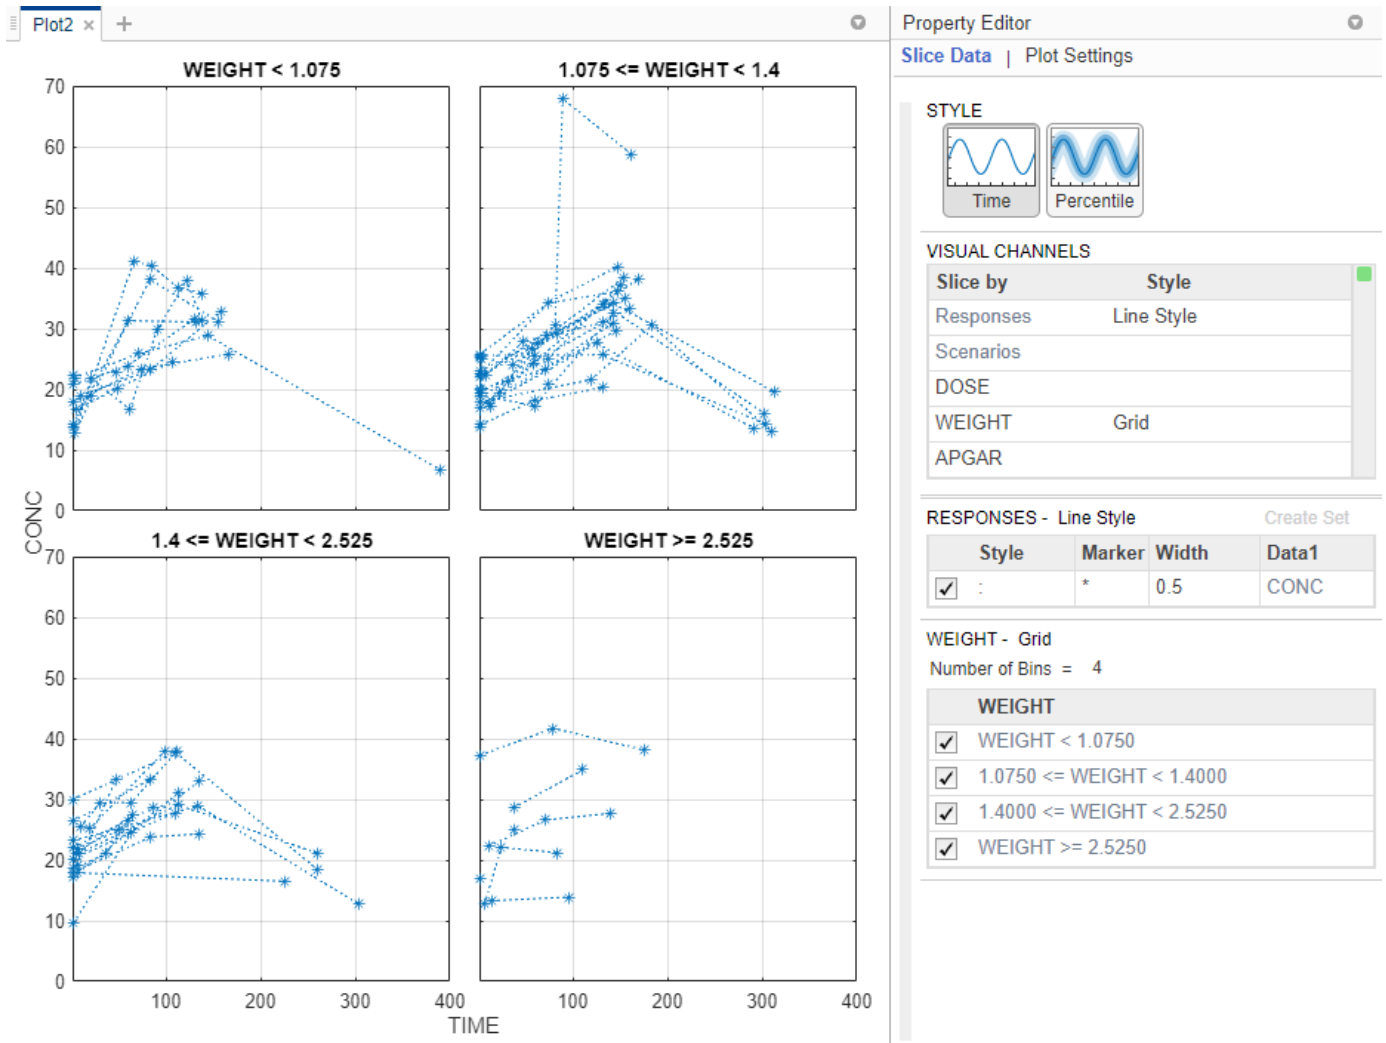 Plot2 × +
WEIGHT < 1.075
1.075 <= WEIGHT < 1.4
70
60
50
40
30
20
10
0
CONC
1.4 <= WEIGHT < 2.525
WEIGHT >= 2.525
70
60
50
40
30
20
10
0
100 200 300 400
100 200 300 400
TIME
Property Editor
Slice Data | Plot Settings
STYLE
Time
Percentile
VISUAL CHANNELS
Slice by Style
Responses Line Style
Scenarios
DOSE
WEIGHT Grid
APGAR
RESPONSES - Line Style Create Set
Style Marker Width Data1
: * 0.5 CONC
WEIGHT - Grid
Number of Bins = 4
WEIGHT
WEIGHT < 1.0750
1.0750 <= WEIGHT < 1.4000
1.4000 <= WEIGHT < 2.5250
WEIGHT >= 2.5250